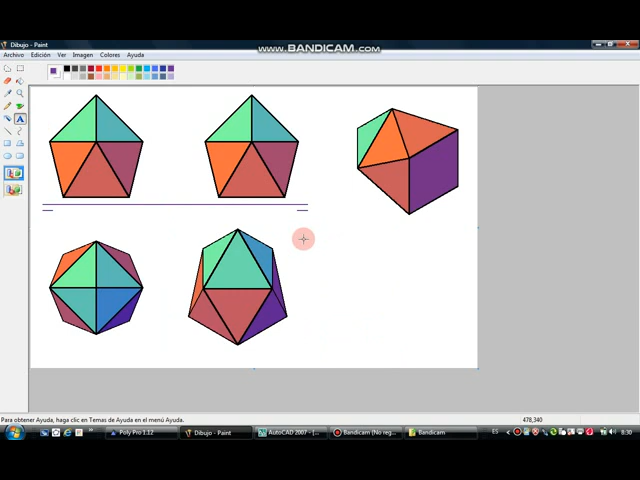 Dibujo - Paint
WWW.BANDICAM.COM
Archivo Edición Ver Imagen Colores Ayuda
Para obtener Ayuda, haga clic en Temas de Ayuda en el menú Ayuda.
478,340
Poly Pro 1.12
Dibujo - Paint
AutoCAD 2007 - [...
Bandicam (No reg...
Bandicam
ES
8:30